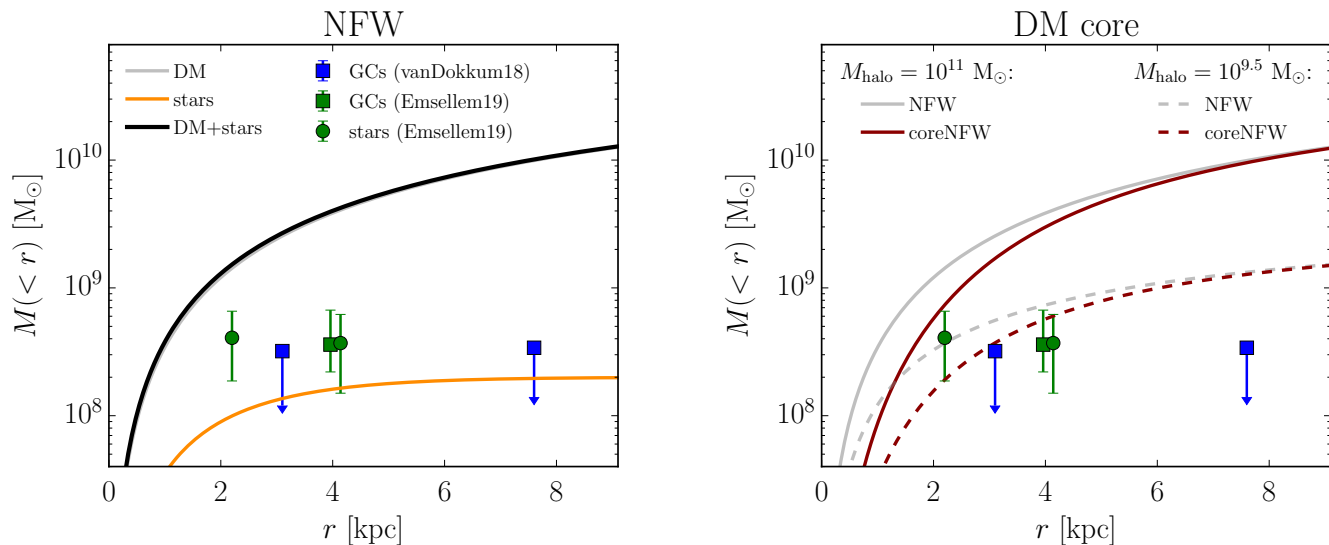 NFW
DM
stars
DM+stars
GCs (vanDokkum18)
GCs (Emsellem19)
stars (Emsellem19)
10^10
10^9
10^8
M(< r) [M⊙]
0 2 4 6 8
r [kpc]
DM core
M_halo = 10^11 M⊙:
NFW
coreNFW
M_halo = 10^9.5 M⊙:
NFW
coreNFW
10^10
10^9
10^8
M(< r) [M⊙]
0 2 4 6 8
r [kpc]